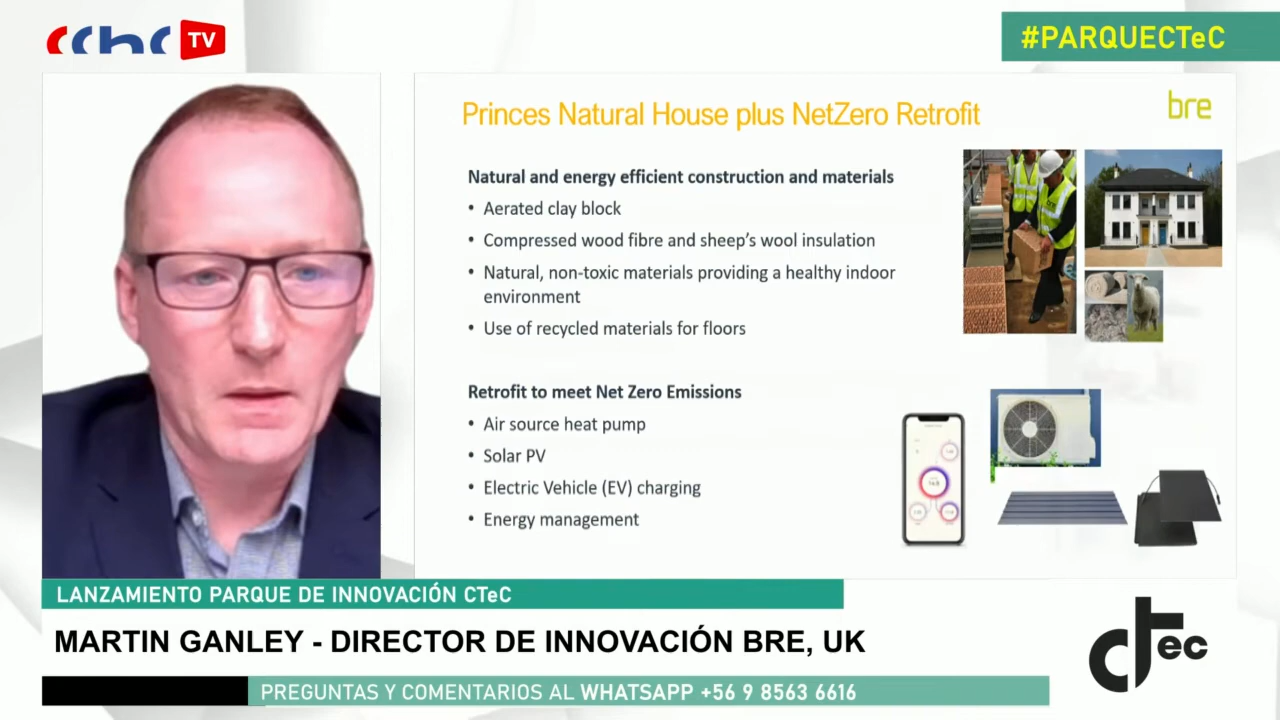 cchc TV
#PARQUECTeC
Princes Natural House plus NetZero Retrofit
bre
Natural and energy efficient construction and materials
• Aerated clay block
• Compressed wood fibre and sheep's wool insulation
• Natural, non-toxic materials providing a healthy indoor
environment
• Use of recycled materials for floors
Retrofit to meet Net Zero Emissions
• Air source heat pump
• Solar PV
• Electric Vehicle (EV) charging
• Energy management
LANZAMIENTO PARQUE DE INNOVACIÓN CTeC
MARTIN GANLEY - DIRECTOR DE INNOVACIÓN BRE, UK
CTec
PREGUNTAS Y COMENTARIOS AL WHATSAPP +56 9 8563 6616